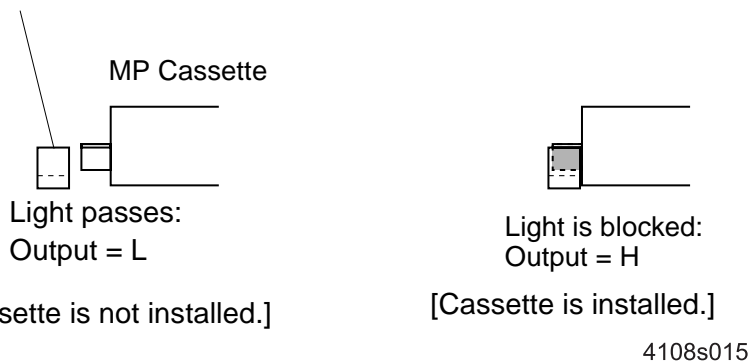 MP Cassette
Light passes:
Output = L
sette is not installed.]
Light is blocked:
Output = H
[Cassette is installed.]
4108s015